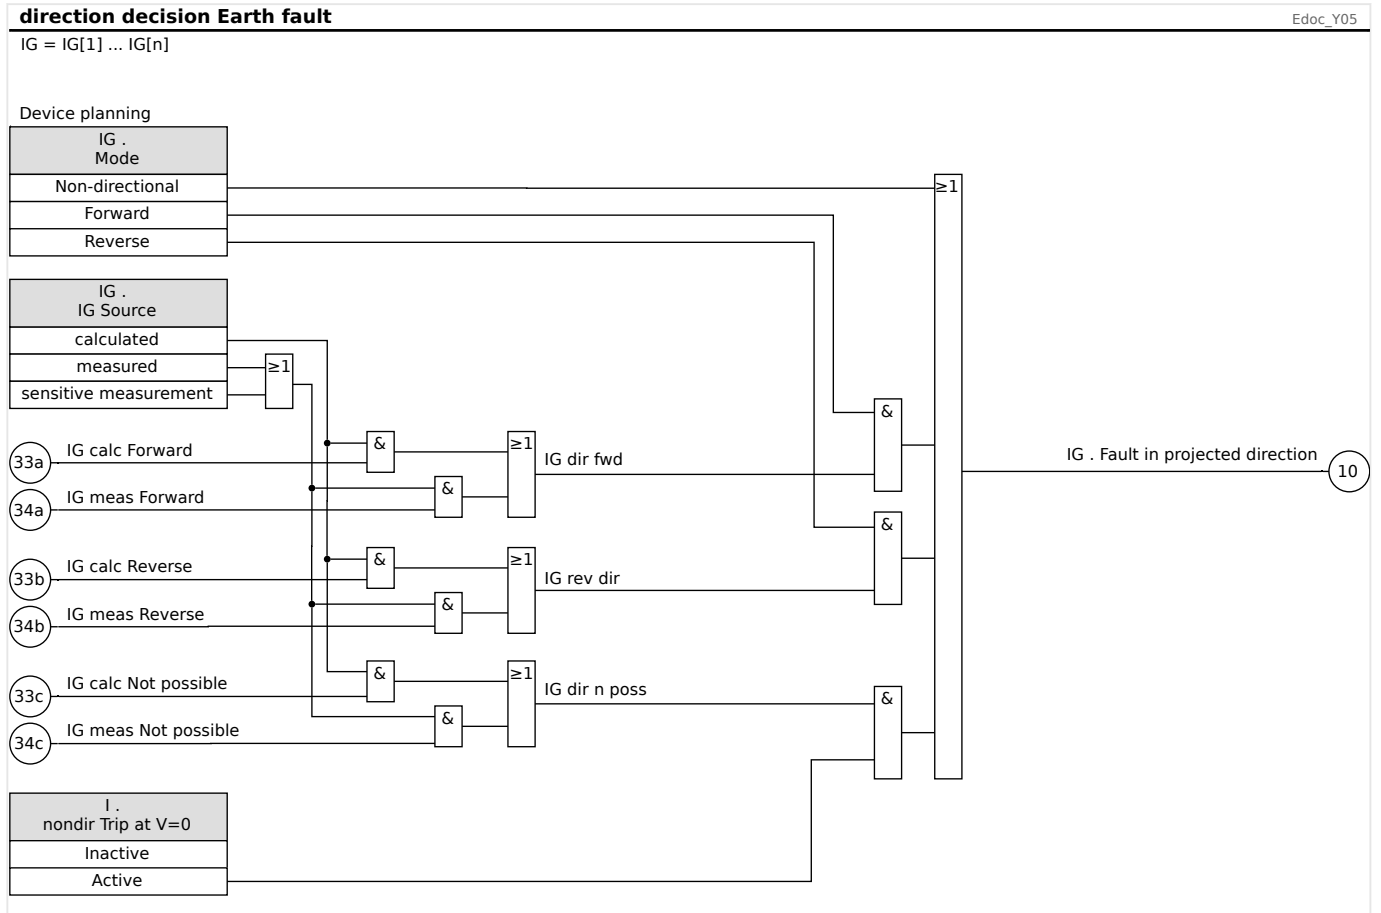 direction decision Earth fault
Edoc_Y05
IG = IG[1] ... IG[n]
Device planning
IG .
Mode
Non-directional
≥1
Forward
Reverse
IG .
IG Source
calculated
measured
≥1
sensitive measurement
&
33a
IG calc Forward
&
≥1
IG dir fwd
IG . Fault in projected direction
10
34a
IG meas Forward
&
&
33b
IG calc Reverse
&
≥1
IG rev dir
34b
IG meas Reverse
&
33c
IG calc Not possible
&
≥1
IG dir n poss
&
34c
IG meas Not possible
&
I .
nondir Trip at V=0
Inactive
Active